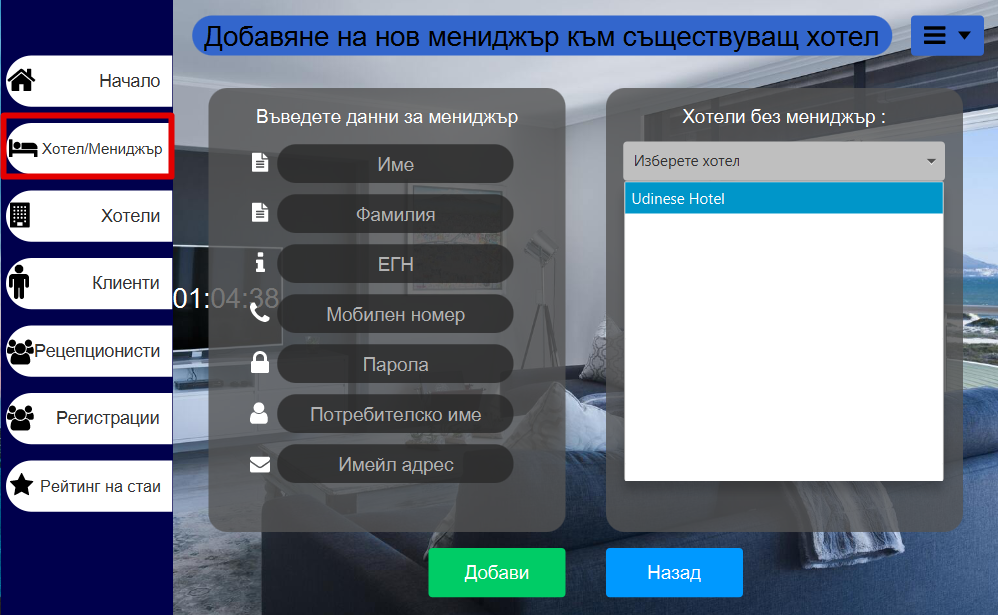 Добавяне на нов мениджър към съществуващ хотел
Начало
Хотел/Мениджър
Хотели
Клиенти
Рецепционисти
Регистрации
Рейтинг на стаи
01:04:38
Въведете данни за мениджър
Име
Фамилия
ЕГН
Мобилен номер
Парола
Потребителско име
Имейл адрес
Хотели без мениджър :
Изберете хотел
Udinese Hotel
Добави
Назад